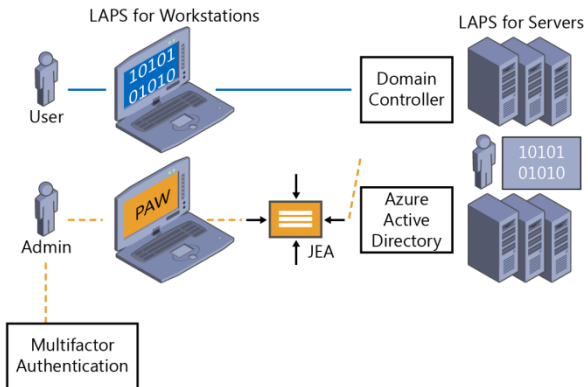 LAPS for Workstations
LAPS for Servers
10101
01010
User
Domain
Controller
10101
01010
PAW
Admin
JEA
Azure
Active
Directory
Multifactor
Authentication